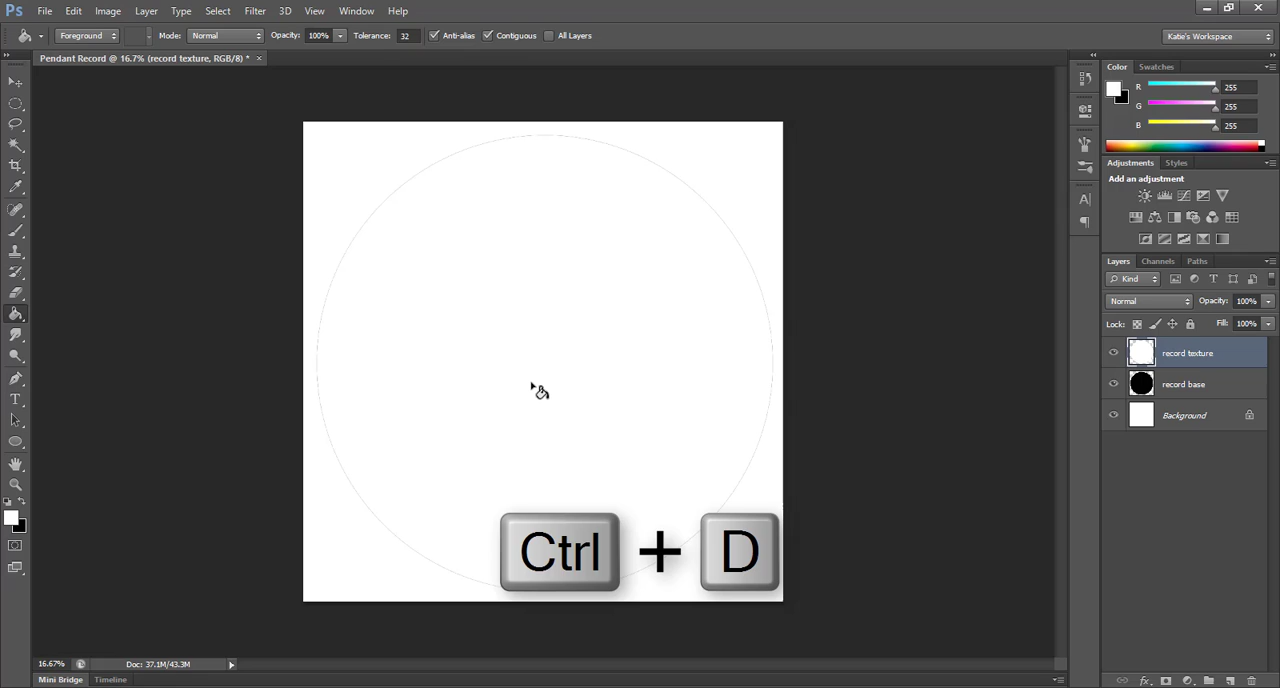 Ps File Edit Image Layer Type Select Filter 3D View Window Help
Foreground Mode: Normal Opacity: 100% Tolerance: 32 Anti-alias Contiguous All Layers Katie's Workspace
Pendant Record @ 16.7% (record texture, RGB/8) * ×
Color Swatches
R 255
G 255
B 255
Adjustments Styles
Add an adjustment
Layers Channels Paths
Kind T
Normal Opacity: 100%
Lock: Fill: 100%
record texture
record base
Background
Ctrl + D
16.67% Doc: 37.1M/43.3M
Mini Bridge Timeline